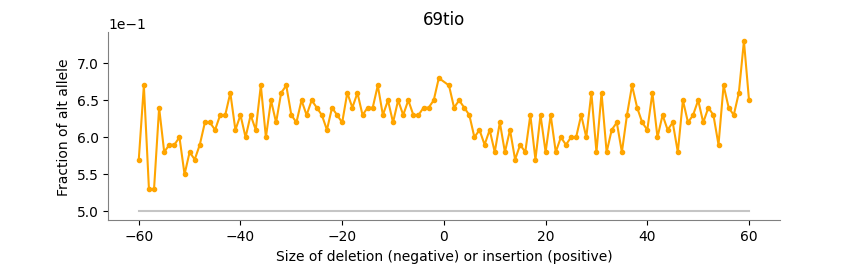 69tio
1e−1
7.0
6.5
6.0
5.5
5.0
Fraction of alt allele
−60 −40 −20 0 20 40 60
Size of deletion (negative) or insertion (positive)